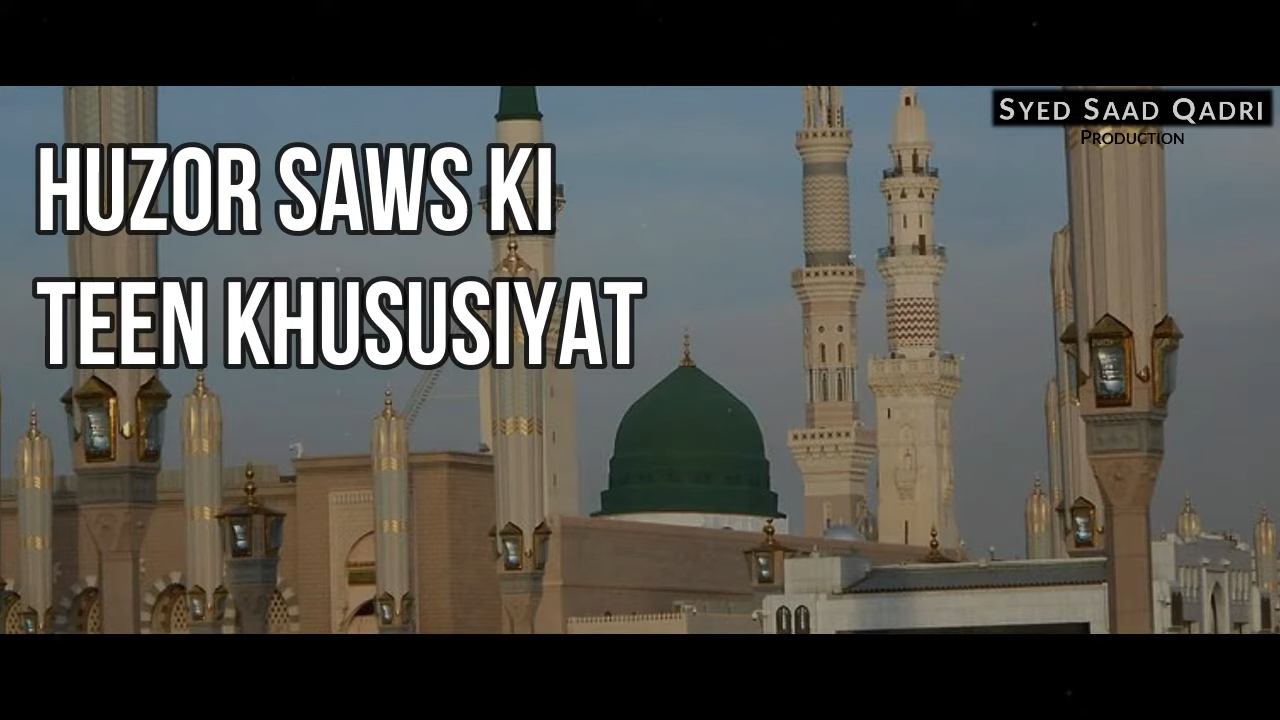 SYED SAAD QADRI
PRODUCTION
HUZOR SAWS KI
TEEN KHUSUSIYAT